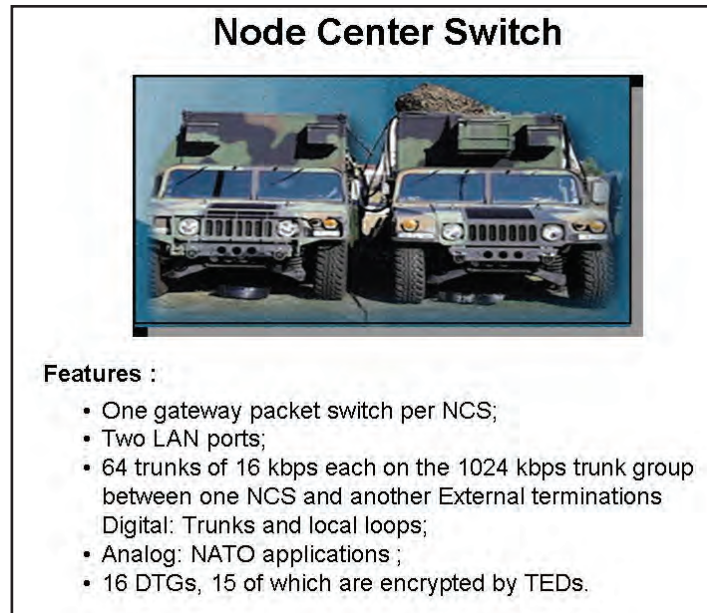 Node Center Switch
Features :
• One gateway packet switch per NCS;
• Two LAN ports;
• 64 trunks of 16 kbps each on the 1024 kbps trunk group
between one NCS and another External terminations
Digital: Trunks and local loops;
• Analog: NATO applications ;
• 16 DTGs, 15 of which are encrypted by TEDs.